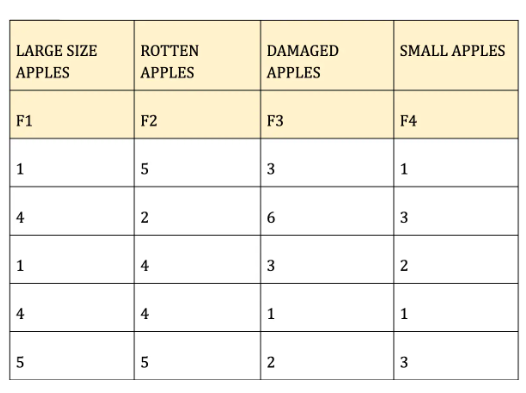 LARGE SIZE APPLES ROTTEN APPLES DAMAGED APPLES SMALL APPLES
F1 F2 F3 F4
1 5 3 1
4 2 6 3
1 4 3 2
4 4 1 1
5 5 2 3